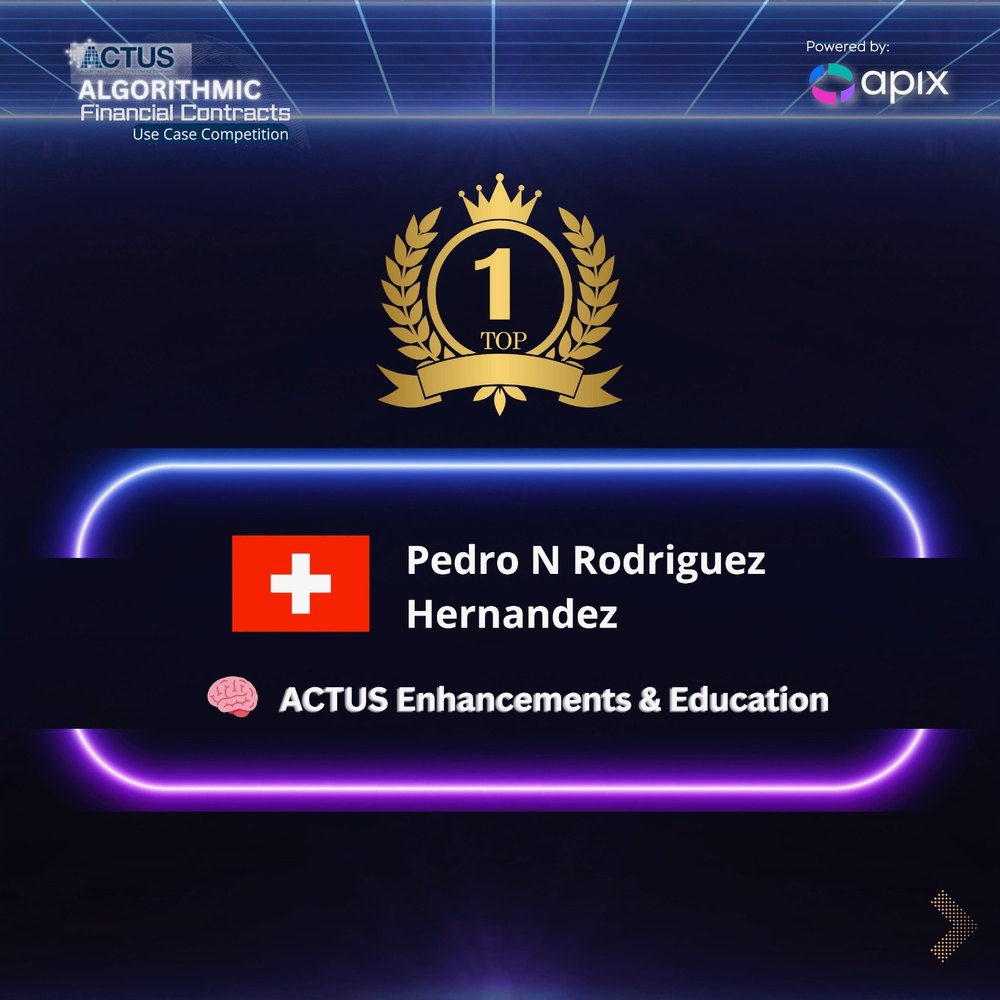 ACTUS
ALGORITHMIC
Financial Contracts
Use Case Competition
Powered by:
apix
1
TOP
Pedro N Rodriguez
Hernandez
ACTUS Enhancements & Education